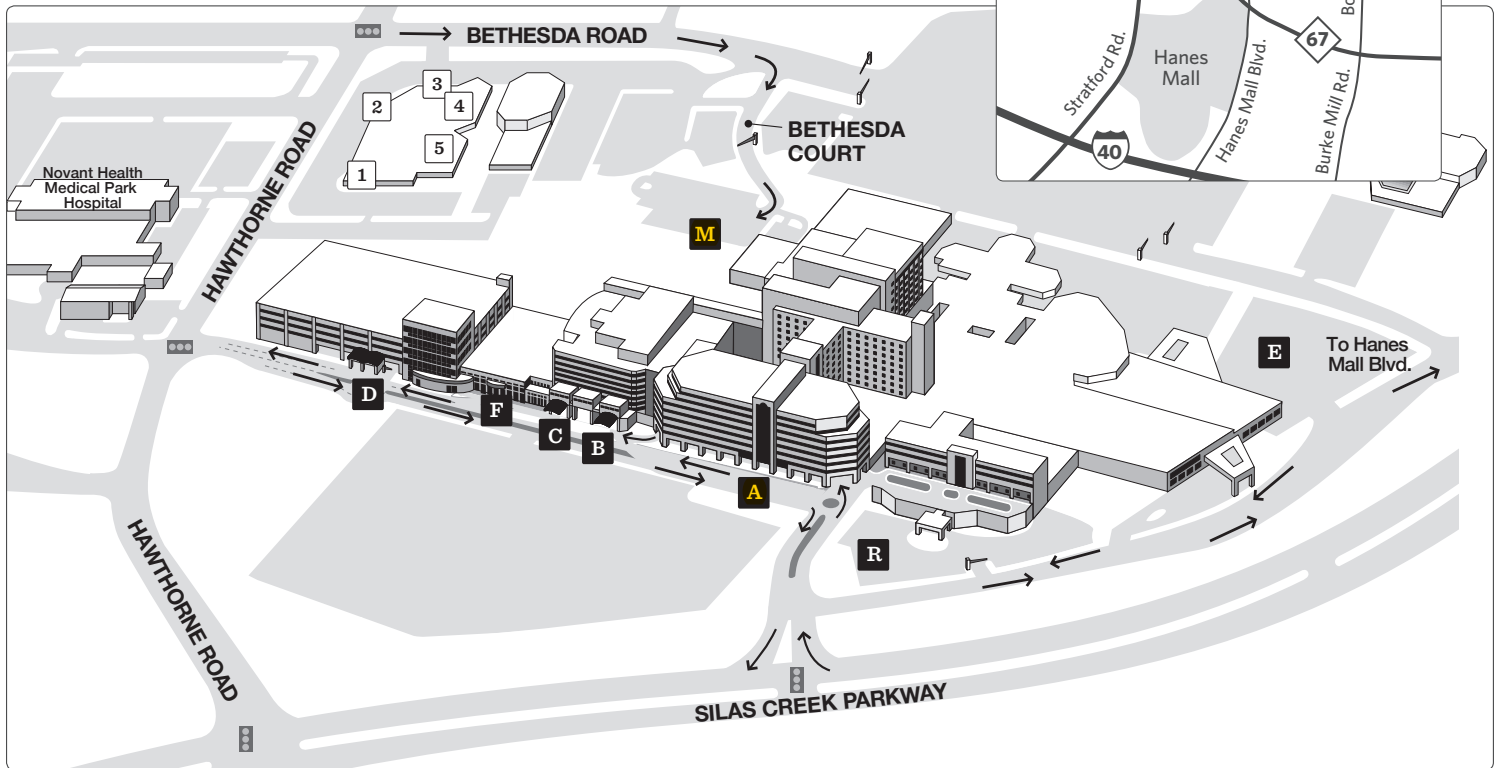 BETHESDA ROAD
Stratford Rd.
Hanes
Mall
Hanes Mall Blvd.
67
Burke Mill Rd.
40
3
2
4
5
1
BETHESDA
COURT
Novant Health
Medical Park
Hospital
HAWTHORNE ROAD
M
E
To Hanes
Mall Blvd.
D
F
C
B
A
R
HAWTHORNE ROAD
SILAS CREEK PARKWAY